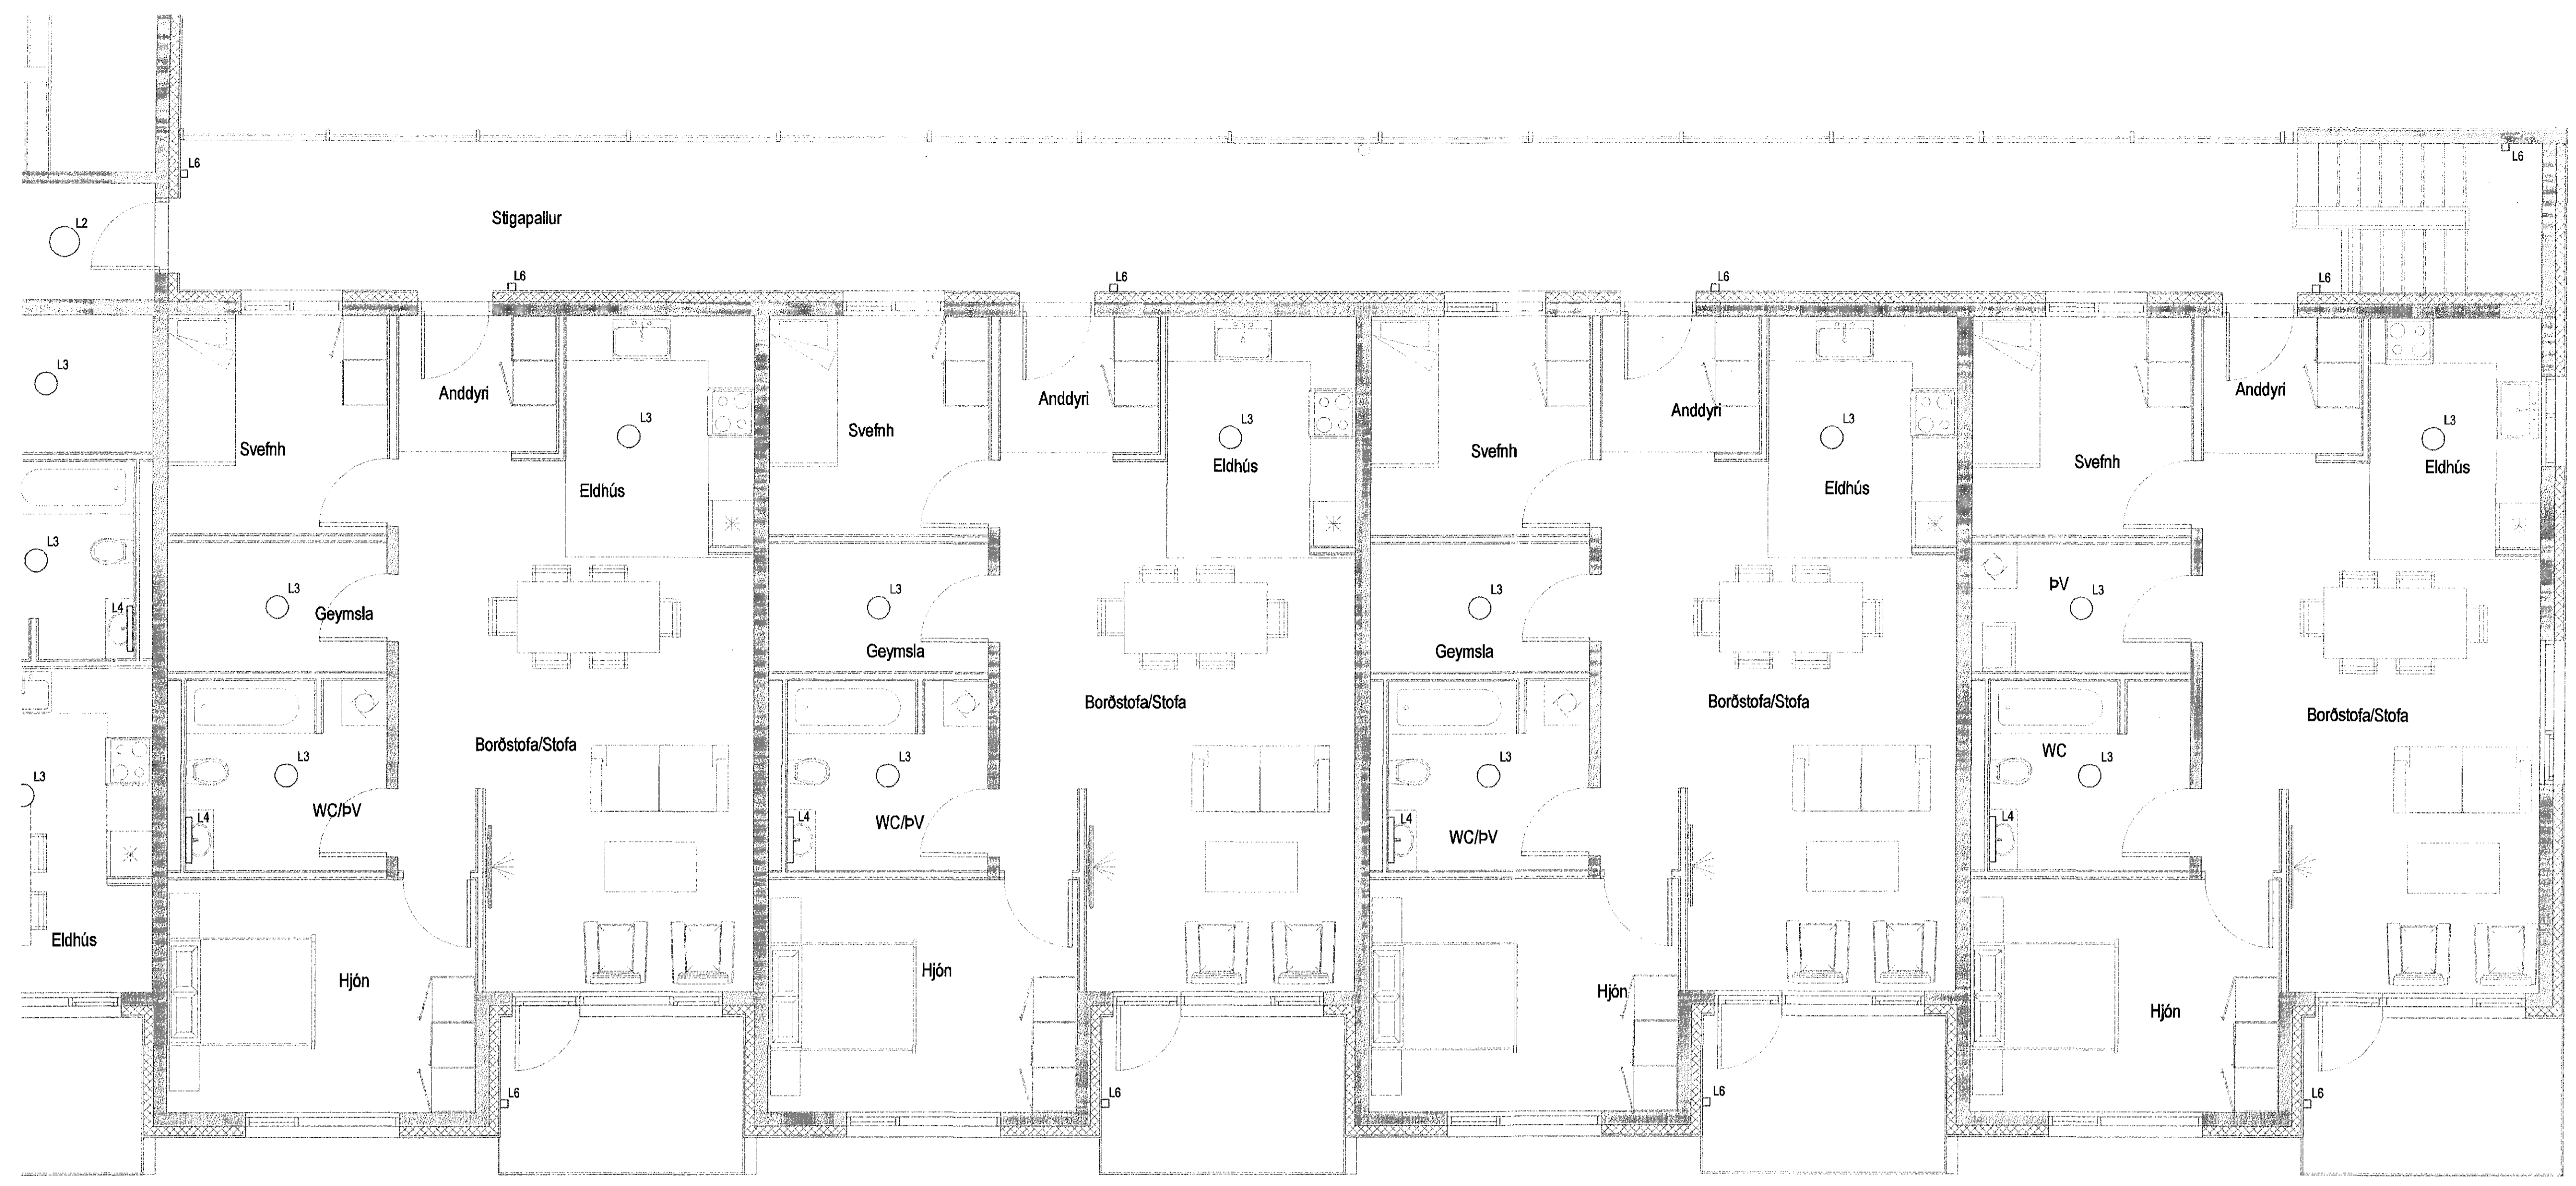 L6
L6
L2
Stigapallur
L6
L6
L6
L6
L3
L3
L3
L3
L3
Anddyri
Anddyri
Anddyri
Anddyri
Svefnh
Svefnh
Svefnh
Svefnh
Eldhús
Eldhús
Eldhús
Eldhús
L3
L4
L3
Geymsla
L3
Geymsla
L3
Geymsla
ÞV
L3
Borðstofa/Stofa
Borðstofa/Stofa
Borðstofa/Stofa
Borðstofa/Stofa
L3
L3
L3
L3
WC
L3
L4
WC/ÞV
L4
WC/ÞV
L4
WC/ÞV
L4
Eldhús
Hjón
Hjón
Hjón
Hjón
L6
L6
L6
L6